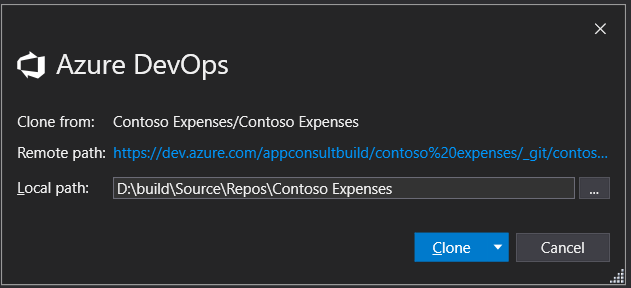 Azure DevOps
Clone from: Contoso Expenses/Contoso Expenses
Remote path: https://dev.azure.com/appconsultbuild/contoso%20expenses/_git/contos...
Local path: D:\build\Source\Repos\Contoso Expenses ...
Clone Cancel